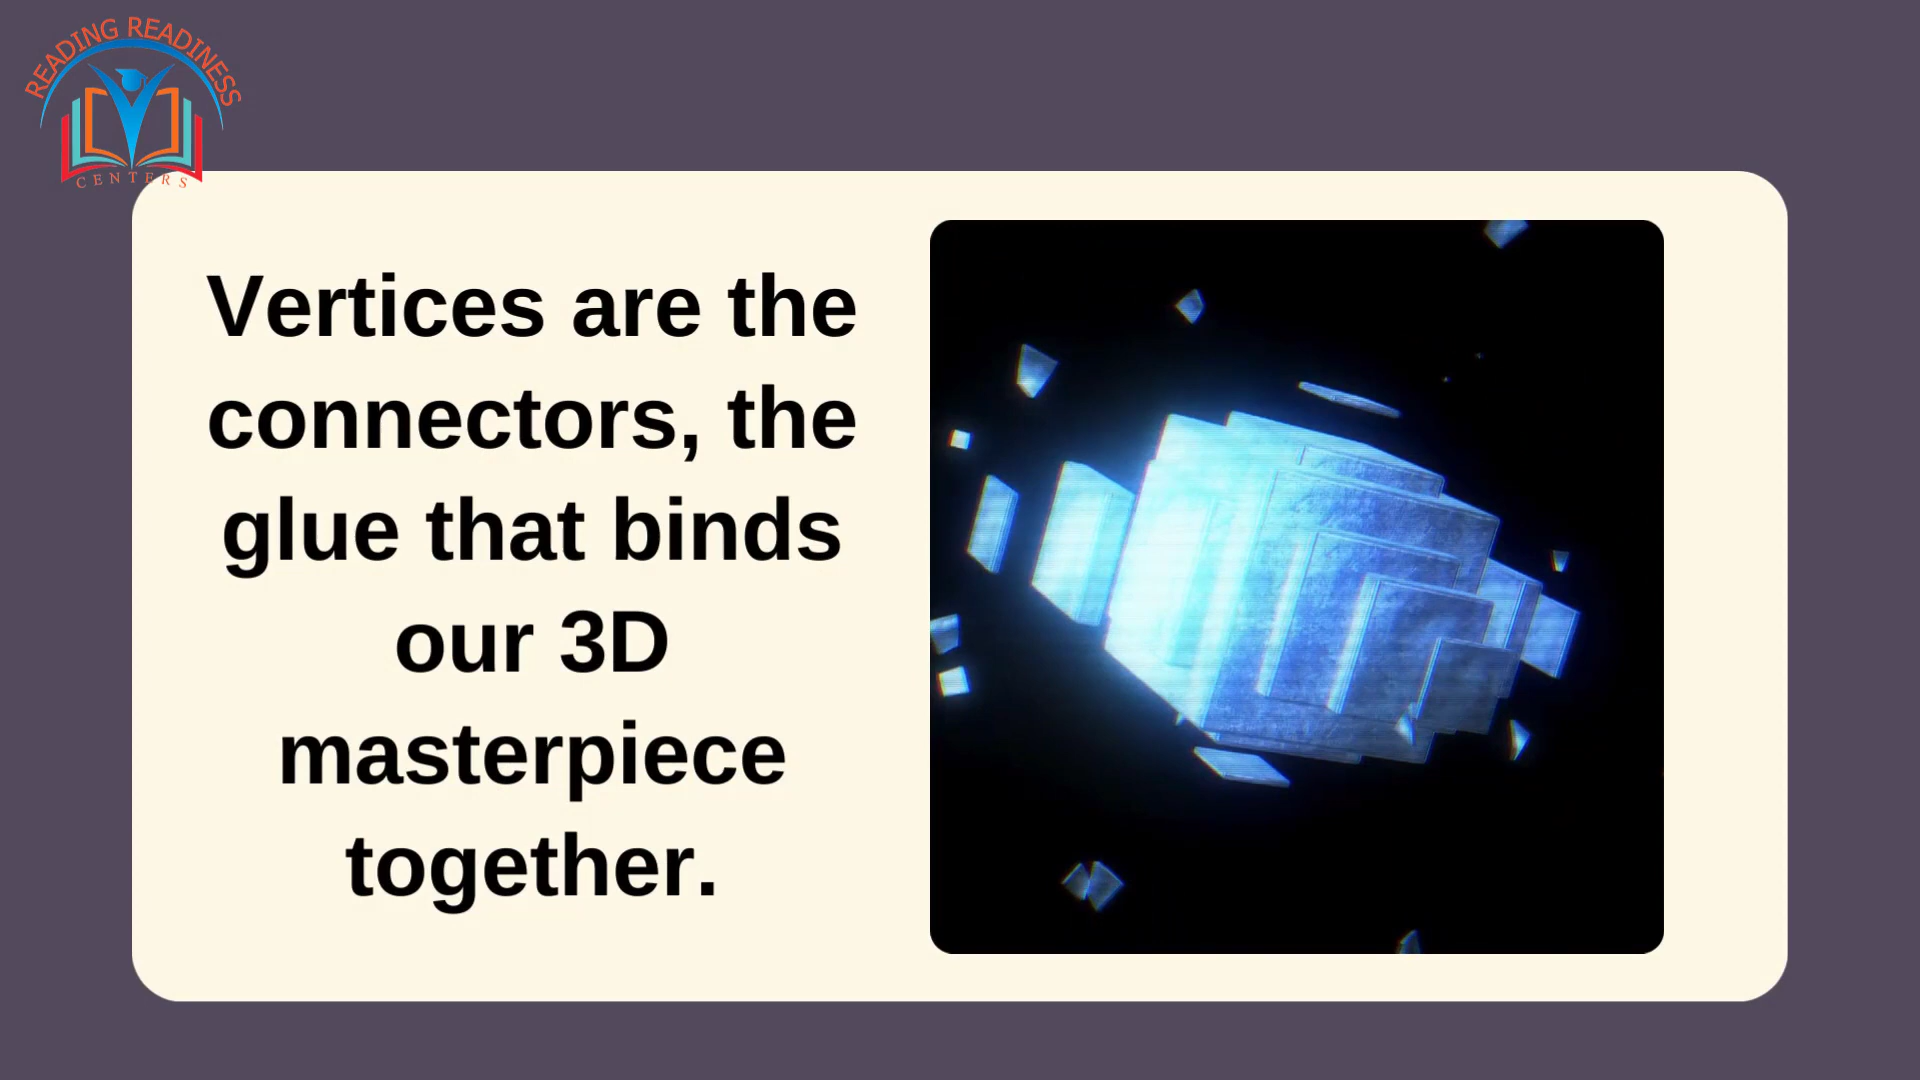 READING READINESS
CENTERS
Vertices are the
connectors, the
glue that binds
our 3D
masterpiece
together.